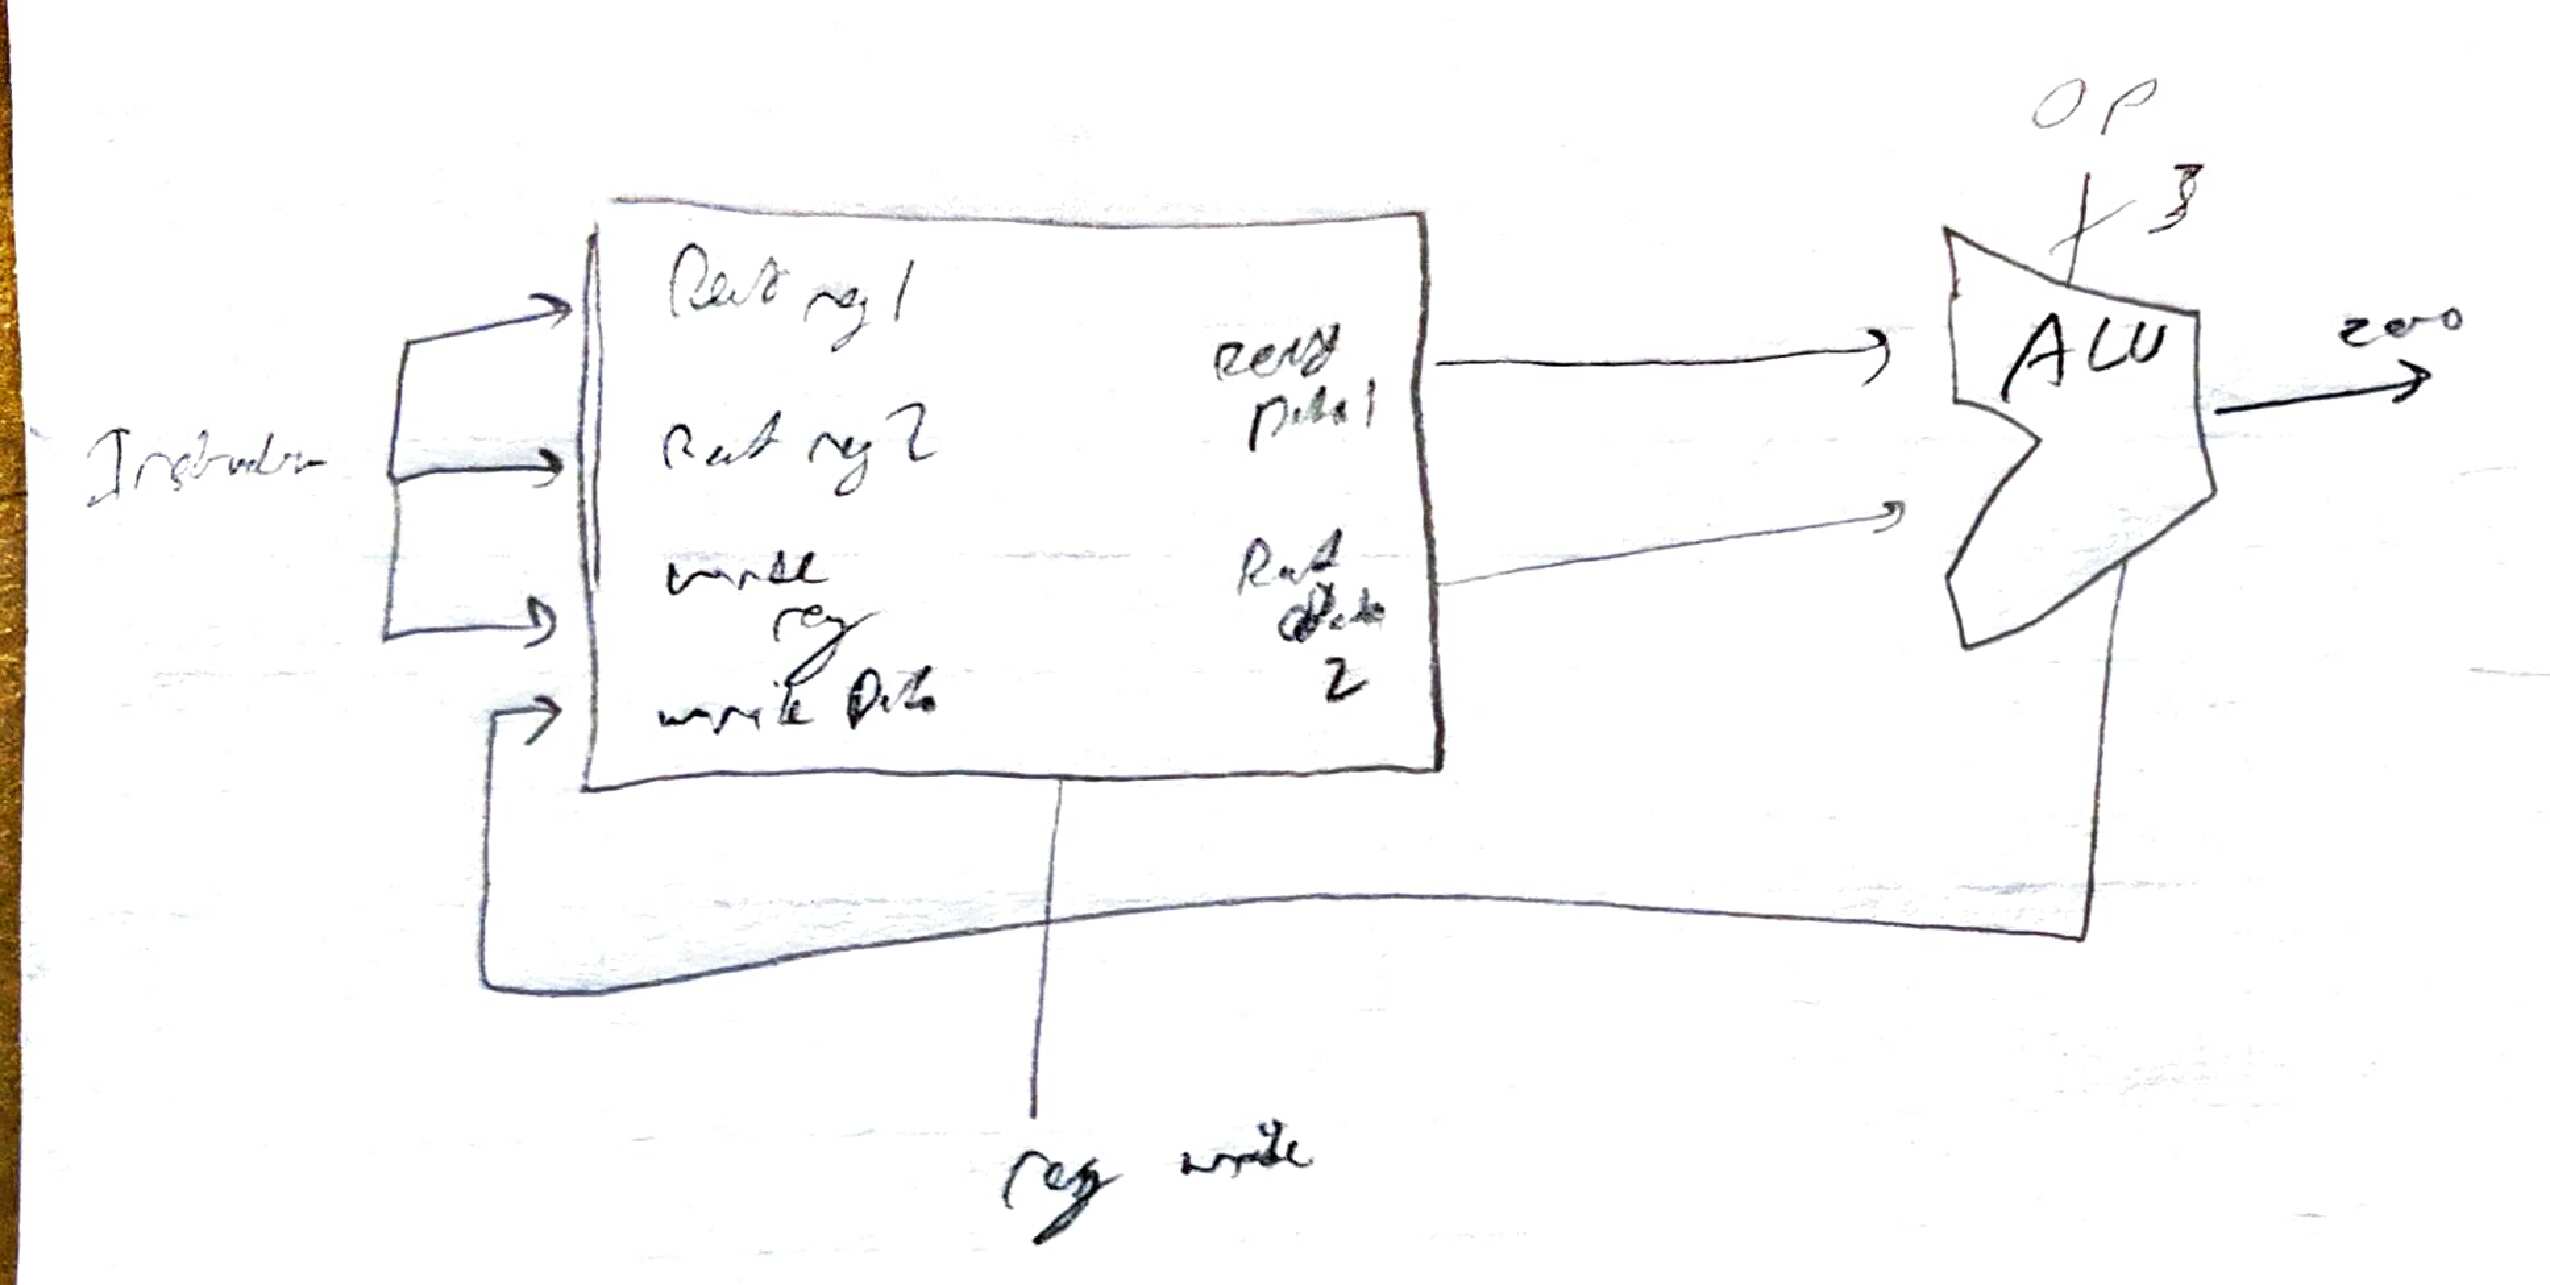 OP
3
Read reg 1
ALU
zero
Read
Data 1
Read reg 2
Instruction
write
reg
Read
Data
2
write Data
reg write